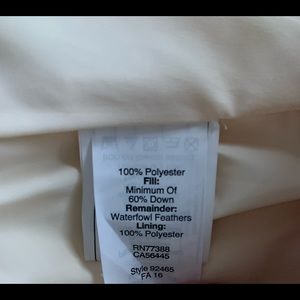 100% Polyester
Fill:
Minimum Of
60% Down
Remainder:
Waterfowl Feathers
Lining:
100% Polyester
RN77388
CA56445
Style 92465
FA 16